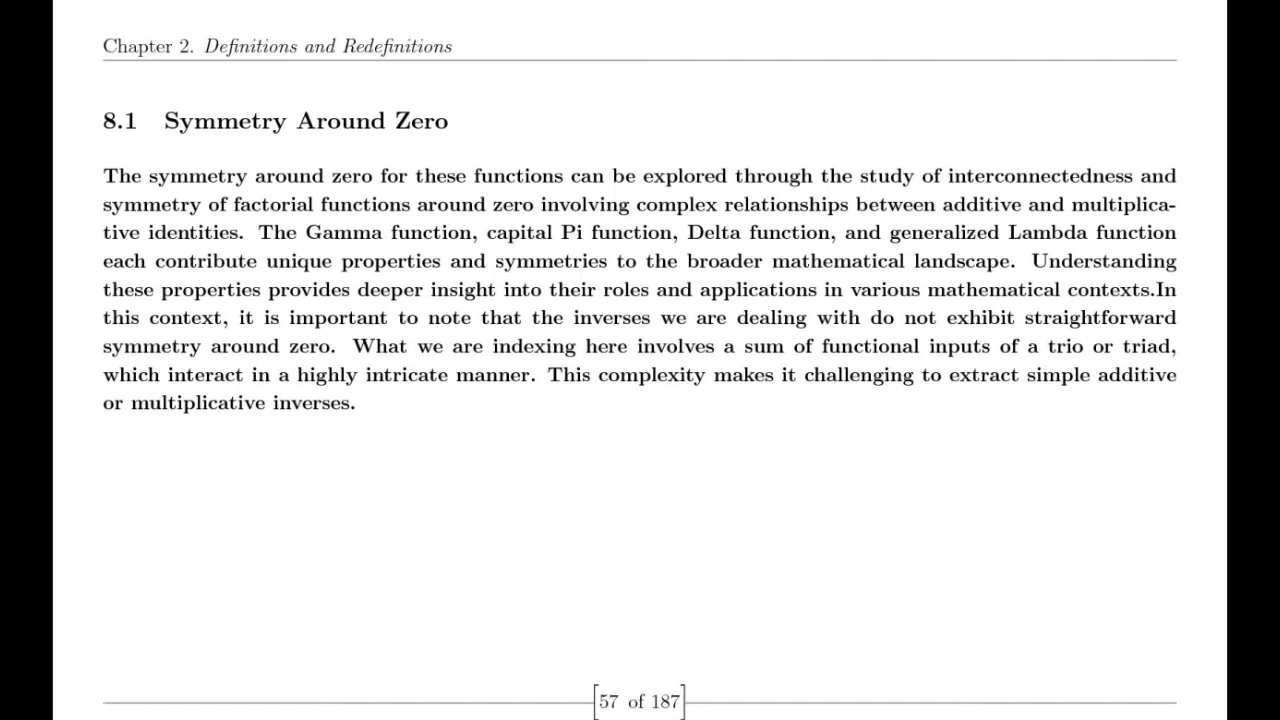 Chapter 2. Definitions and Redefinitions
8.1 Symmetry Around Zero
The symmetry around zero for these functions can be explored through the study of interconnectedness and
symmetry of factorial functions around zero involving complex relationships between additive and multiplica-
tive identities. The Gamma function, capital Pi function, Delta function, and generalized Lambda function
each contribute unique properties and symmetries to the broader mathematical landscape. Understanding
these properties provides deeper insight into their roles and applications in various mathematical contexts.In
this context, it is important to note that the inverses we are dealing with do not exhibit straightforward
symmetry around zero. What we are indexing here involves a sum of functional inputs of a trio or triad,
which interact in a highly intricate manner. This complexity makes it challenging to extract simple additive
or multiplicative inverses.
57 of 187